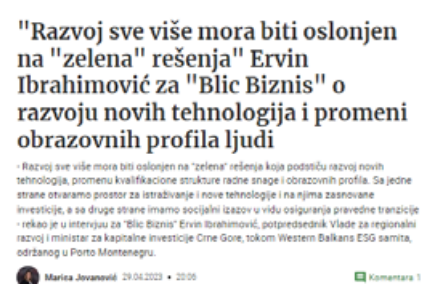 "Razvoj sve više mora biti oslonjen
na "zelena" rešenja" Ervin
Ibrahimović za "Blic Biznis" o
razvoju novih tehnologija i promeni
obrazovnih profila ljudi
- Razvoj sve više mora biti oslonjen na "zelena" rešenja koja podstiču razvoj novih
tehnologija, promenu kvalifikacione strukture radne snage i obrazovnih profila. Sa jedne
strane otvaramo prostor za istraživanje i nove tehnologije i na njima zasnovane
investicije, a sa druge strane imamo socijalni izazov u vidu osiguranja pravedne tranzicije
- rekao je u intervjuu za "Blic Biznis" Ervin Ibrahimović, potpredsednik Vlade za regionalni
razvoj i ministar za kapitalne investicije Crne Gore, tokom Western Balkans ESG samita,
održanog u Porto Montenegru.
Marica Jovanović 29.04.2023 • 20:06 Komentara 1